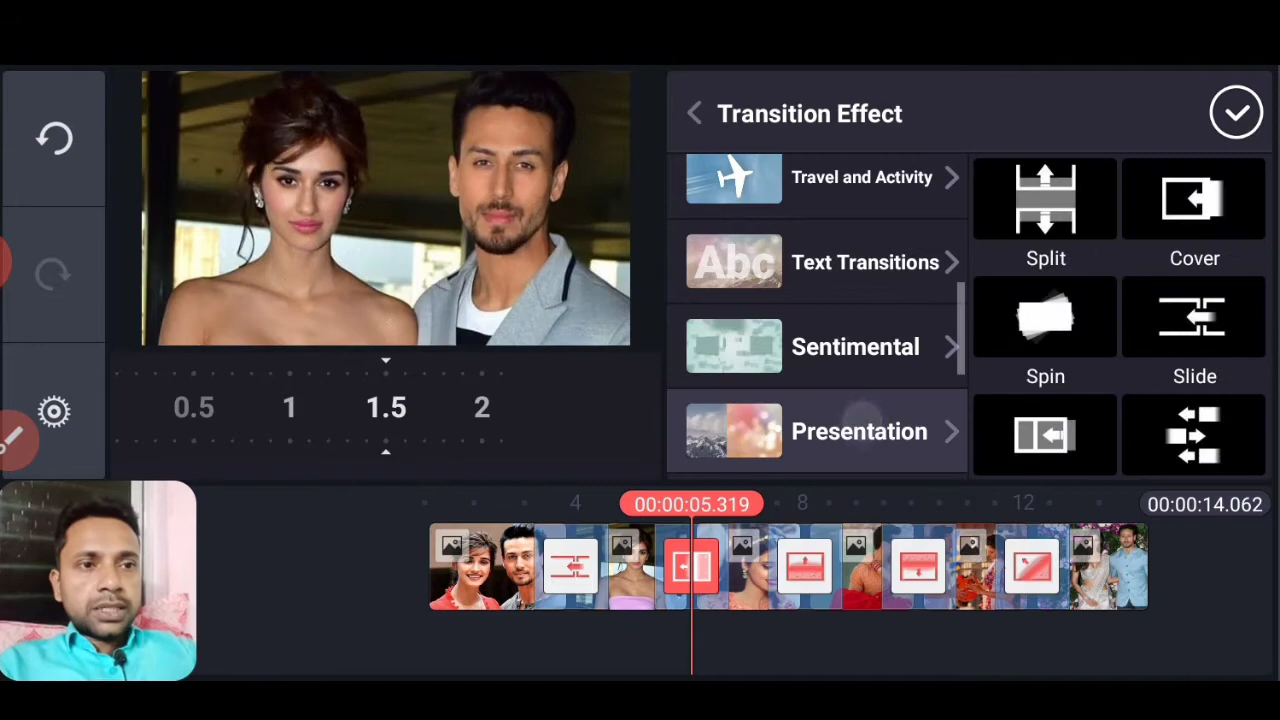 Transition Effect
Travel and Activity
Abc
Text Transitions
Sentimental
Presentation
Split
Cover
Spin
Slide
0.5 1 1.5 2
4 00:00:05.319 8 12 00:00:14.062